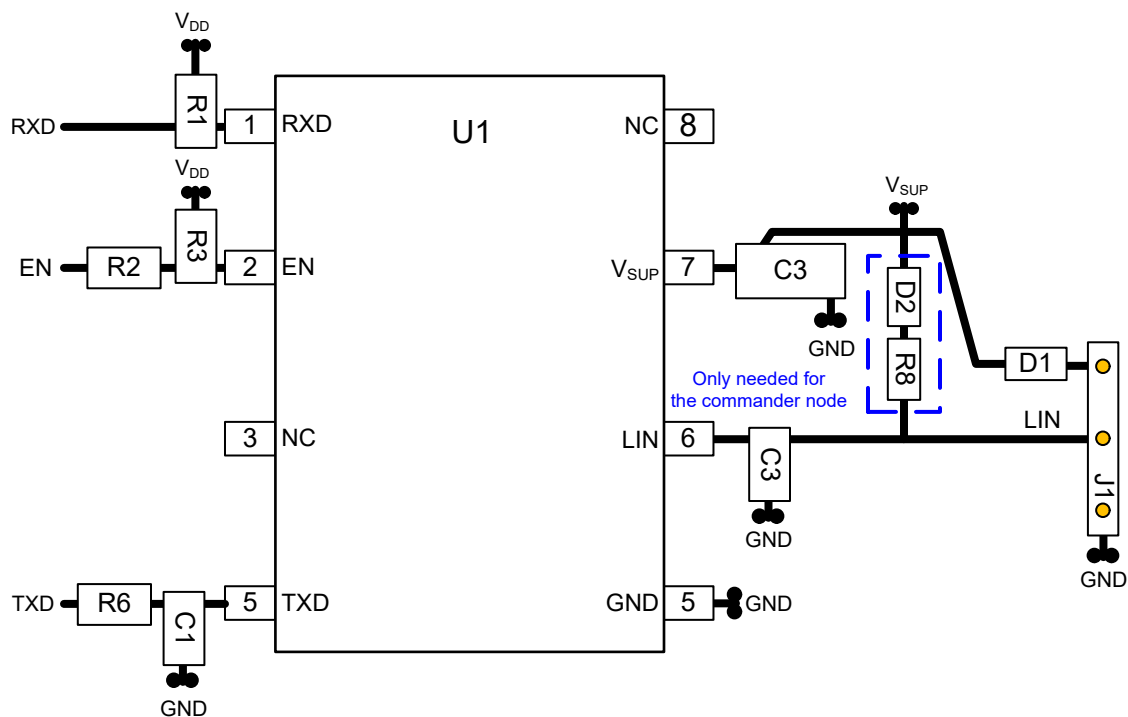 VDD
R1
RXD
1
RXD
U1
NC
8
VDD
R3
EN
R2
2
EN
VSUP
7
C3
GND
VSUP
D2
R8
Only needed for
the commander node
D1
LIN
J1
GND
3
NC
LIN
6
C3
GND
TXD
R6
C1
GND
5
TXD
GND
5
GND